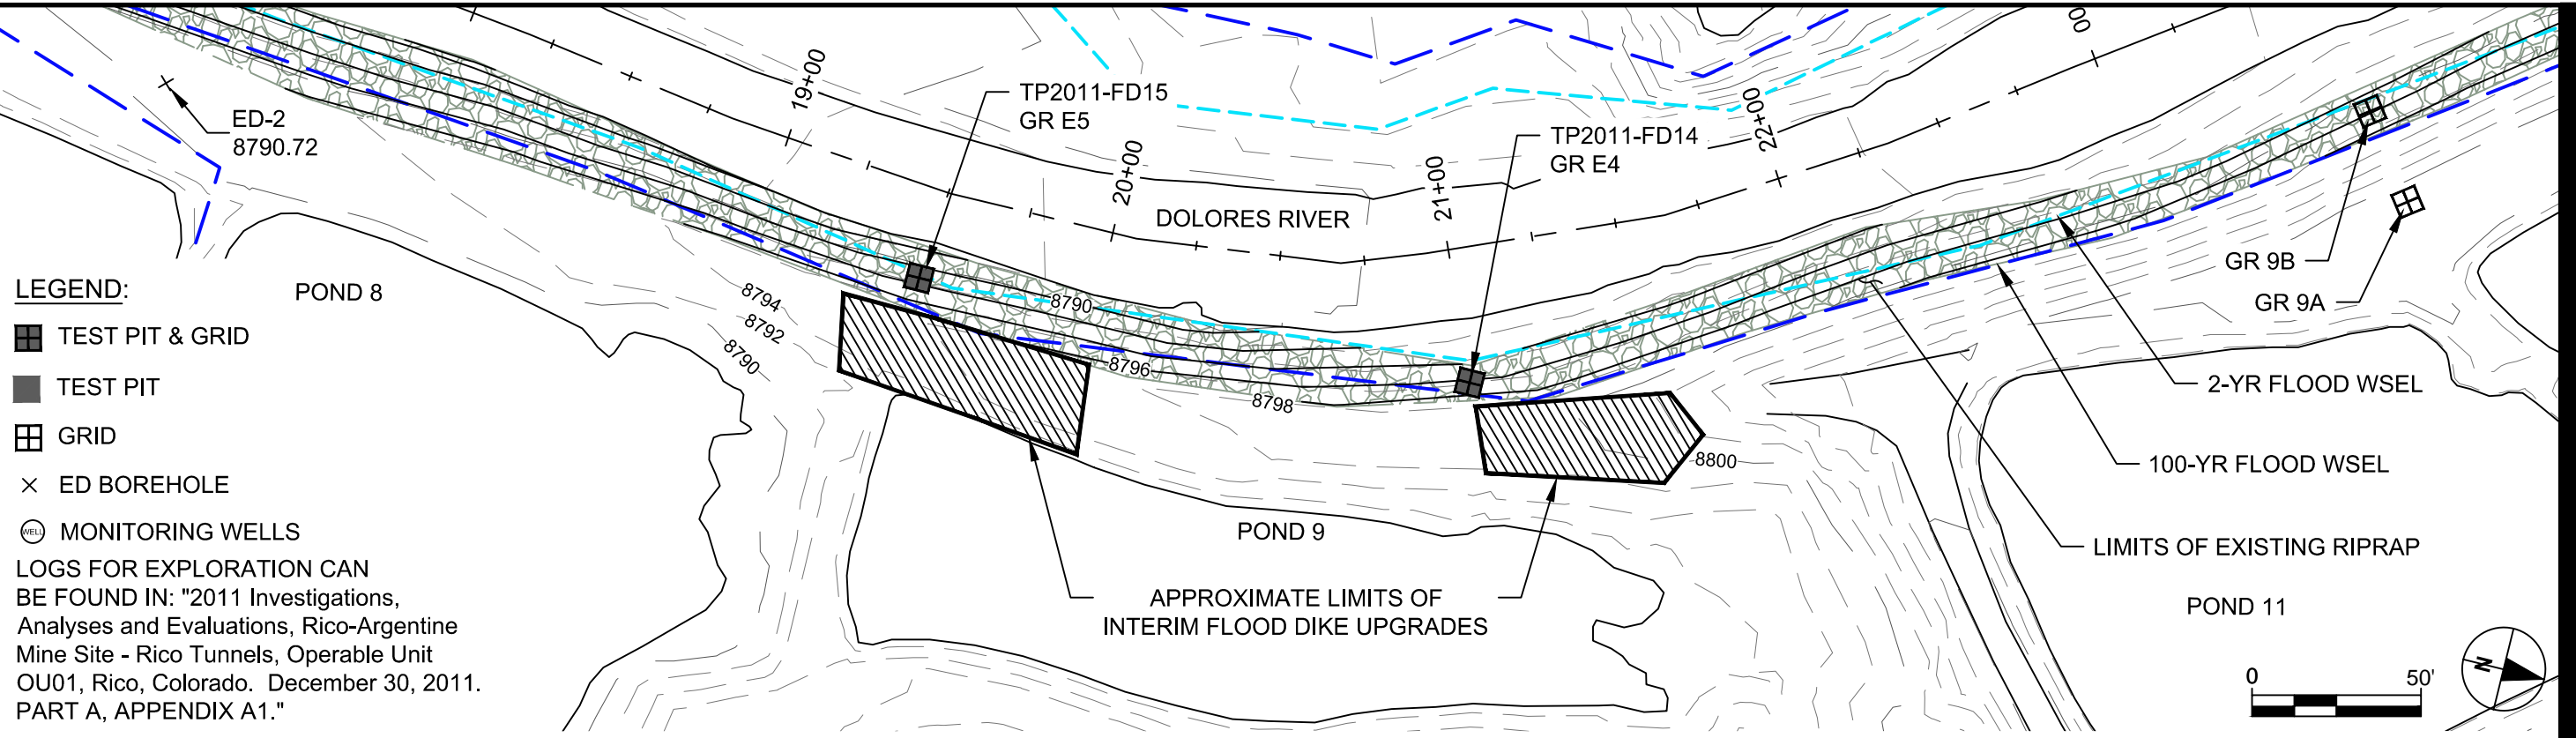 00
19+00
TP2011-FD15
GR E5
ED-2
8790.72
20+00
21+00
TP2011-FD14
GR E4
22+00
DOLORES RIVER
GR 9B
GR 9A
LEGEND:
TEST PIT & GRID
TEST PIT
GRID
ED BOREHOLE
WELL
MONITORING WELLS
LOGS FOR EXPLORATION CAN
BE FOUND IN: "2011 Investigations,
Analyses and Evaluations, Rico-Argentine
Mine Site - Rico Tunnels, Operable Unit
OU01, Rico, Colorado. December 30, 2011.
PART A, APPENDIX A1."
POND 8
8794
8792
8790
8790
8796
8798
8800
2-YR FLOOD WSEL
100-YR FLOOD WSEL
LIMITS OF EXISTING RIPRAP
POND 9
APPROXIMATE LIMITS OF
INTERIM FLOOD DIKE UPGRADES
POND 11
0
50'
N